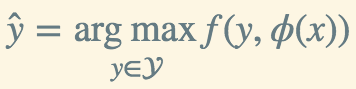 ŷ = arg max f(y, ϕ(x))
y∈𝒴